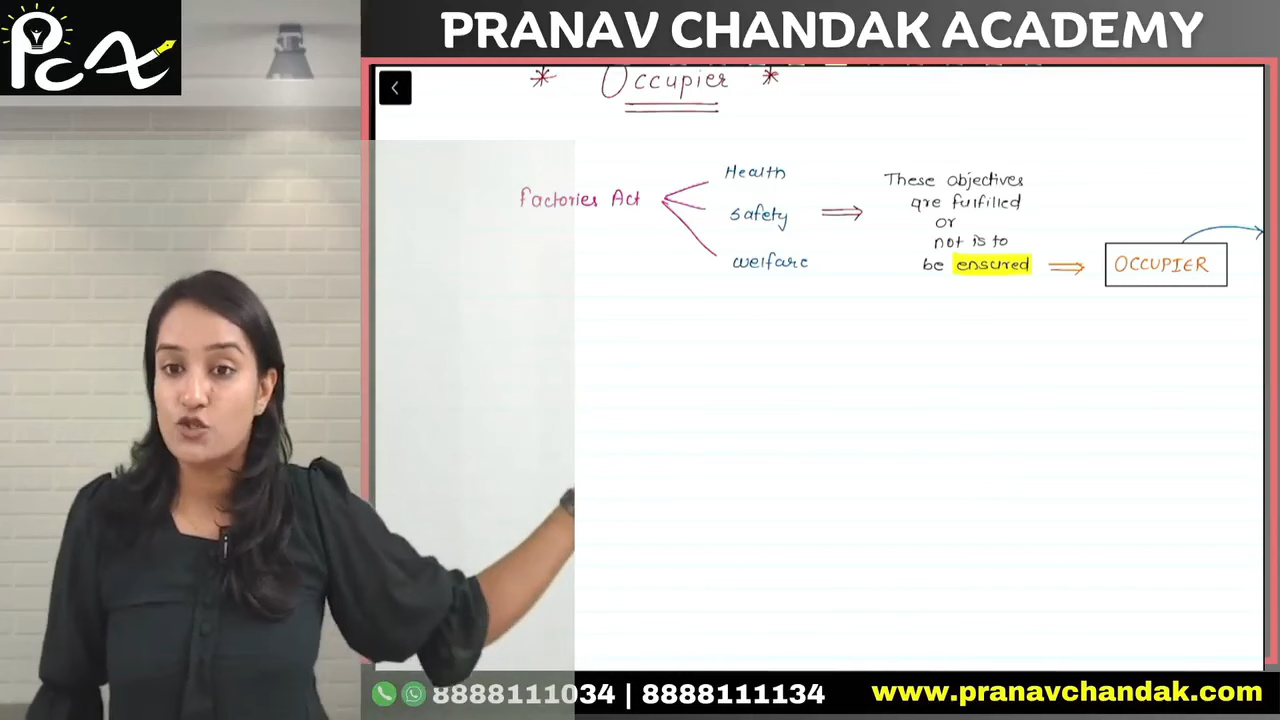 PCA
PRANAV CHANDAK ACADEMY
* Occupier *
Factories Act
Health
safety
welfare
These objectives
are fulfilled
or
not is to
be ensured
OCCUPIER
8888111034 | 8888111134
www.pranavchandak.com